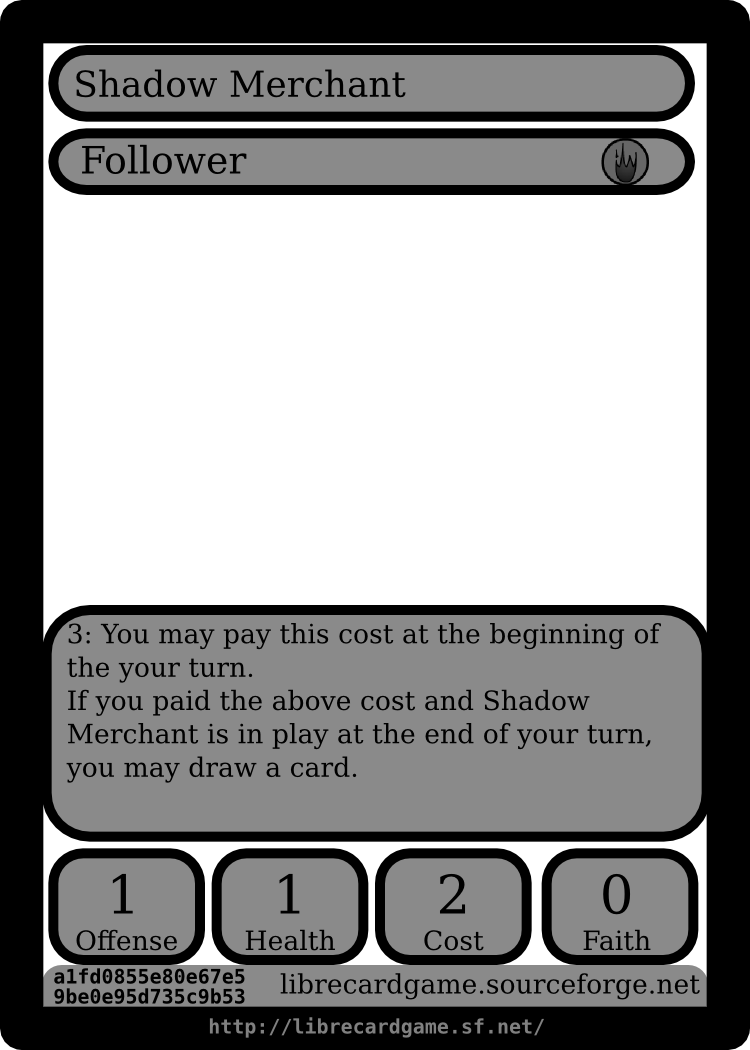 Shadow Merchant
Follower
3: You may pay this cost at the beginning of
the your turn.
If you paid the above cost and Shadow
Merchant is in play at the end of your turn,
you may draw a card.
1
Offense
1
Health
2
Cost
0
Faith
a1fd0855e80e67e5
9be0e95d735c9b53
librecardgame.sourceforge.net
http://librecardgame.sf.net/